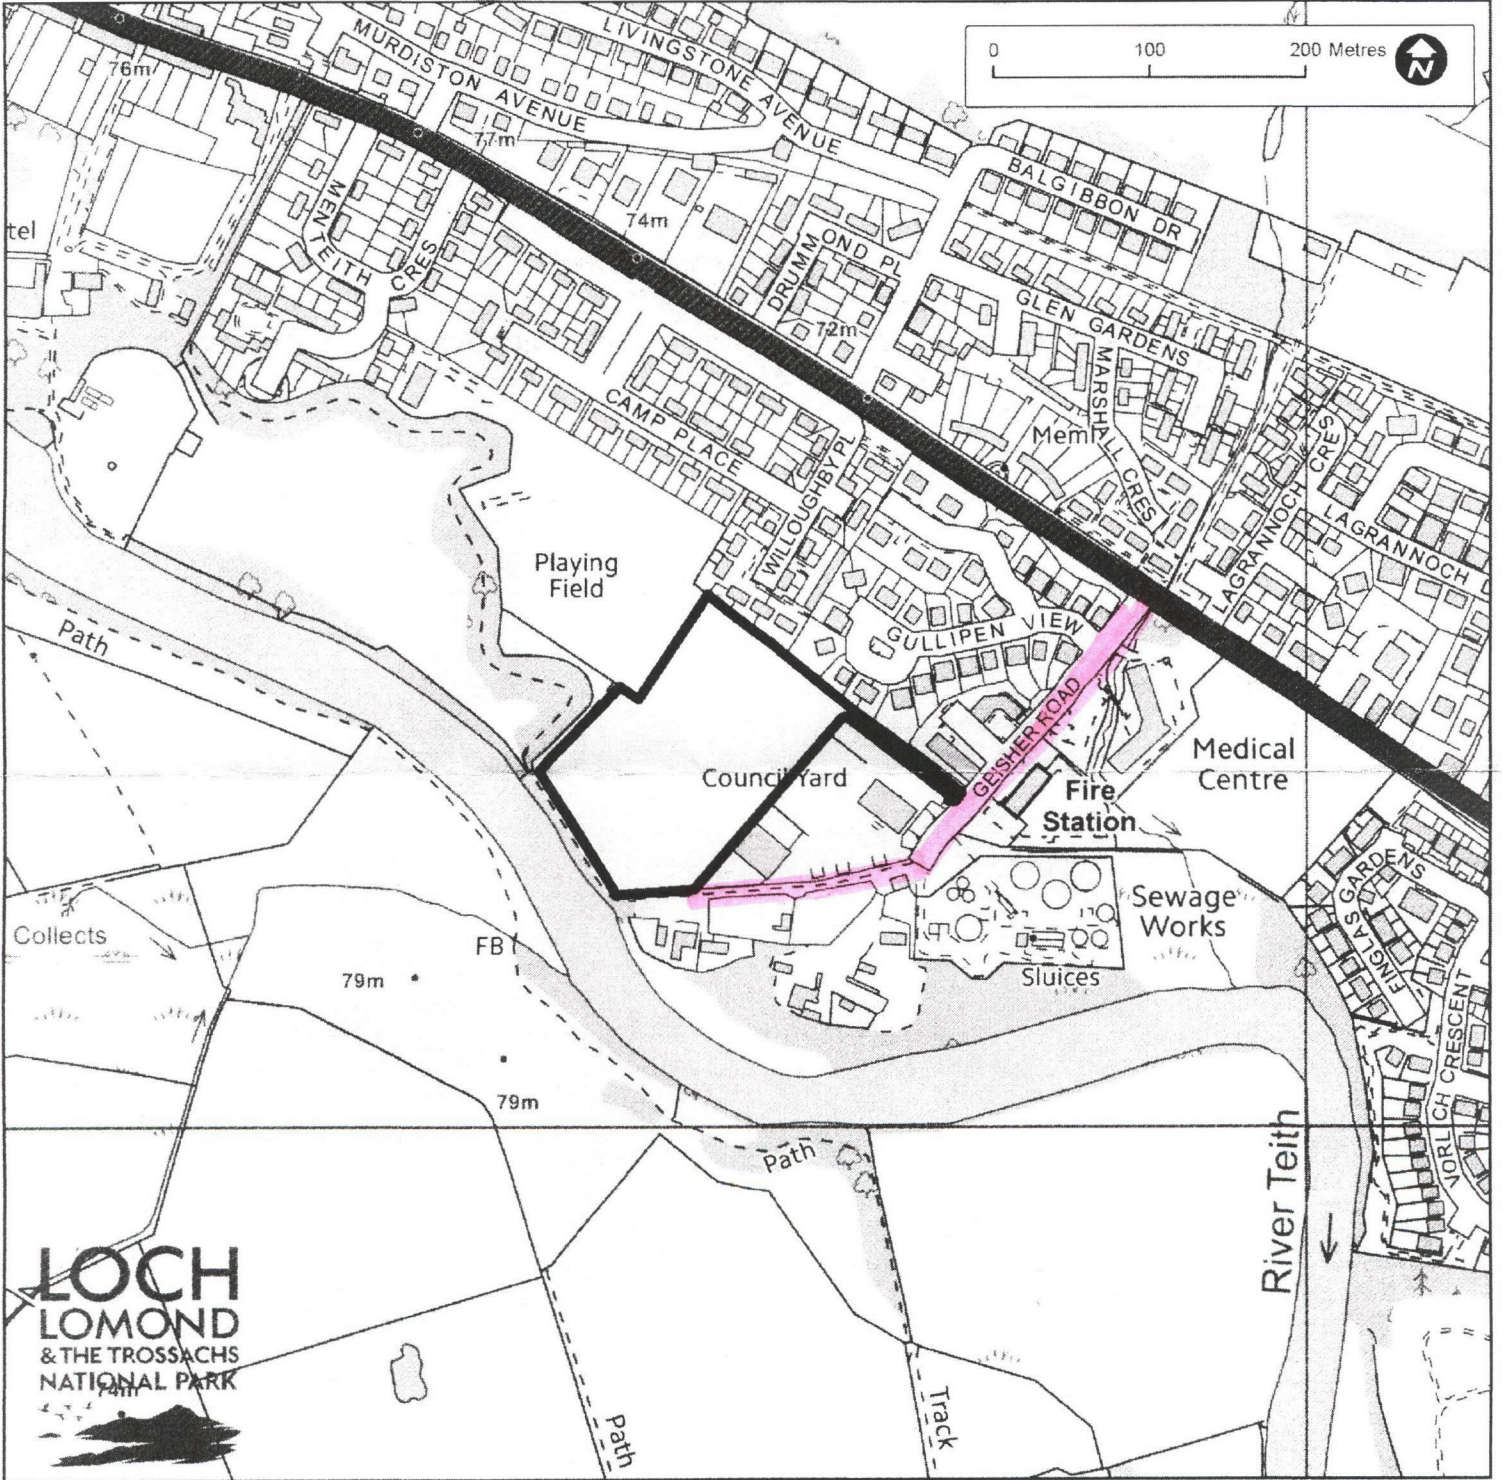 0 100 200 Metres
N
LIVINGSTONE AVENUE
MURDISTON AVENUE
76m
77m
BALGIBBON DR
MENTEITH CRES
74m
DRUMMOND PL
tel
GLEN GARDENS
72m
MARSHALL CRES
CAMP PLACE
Meml
LAGRANNOCH CRES
WILLOUGHBY PL
LAGRANNOCH D
Playing
Field
Path
GULLIPEN VIEW
GEISHER ROAD
Council Yard
Medical
Centre
Fire
Station
FINGLAS GARDENS
Sewage
Works
Collects
FB
79m
Sluices
VORLICH CRESCENT
79m
Path
River Teith
LOCH
LOMOND
& THE TROSSACHS
NATIONAL PARK
74m
Path
Track